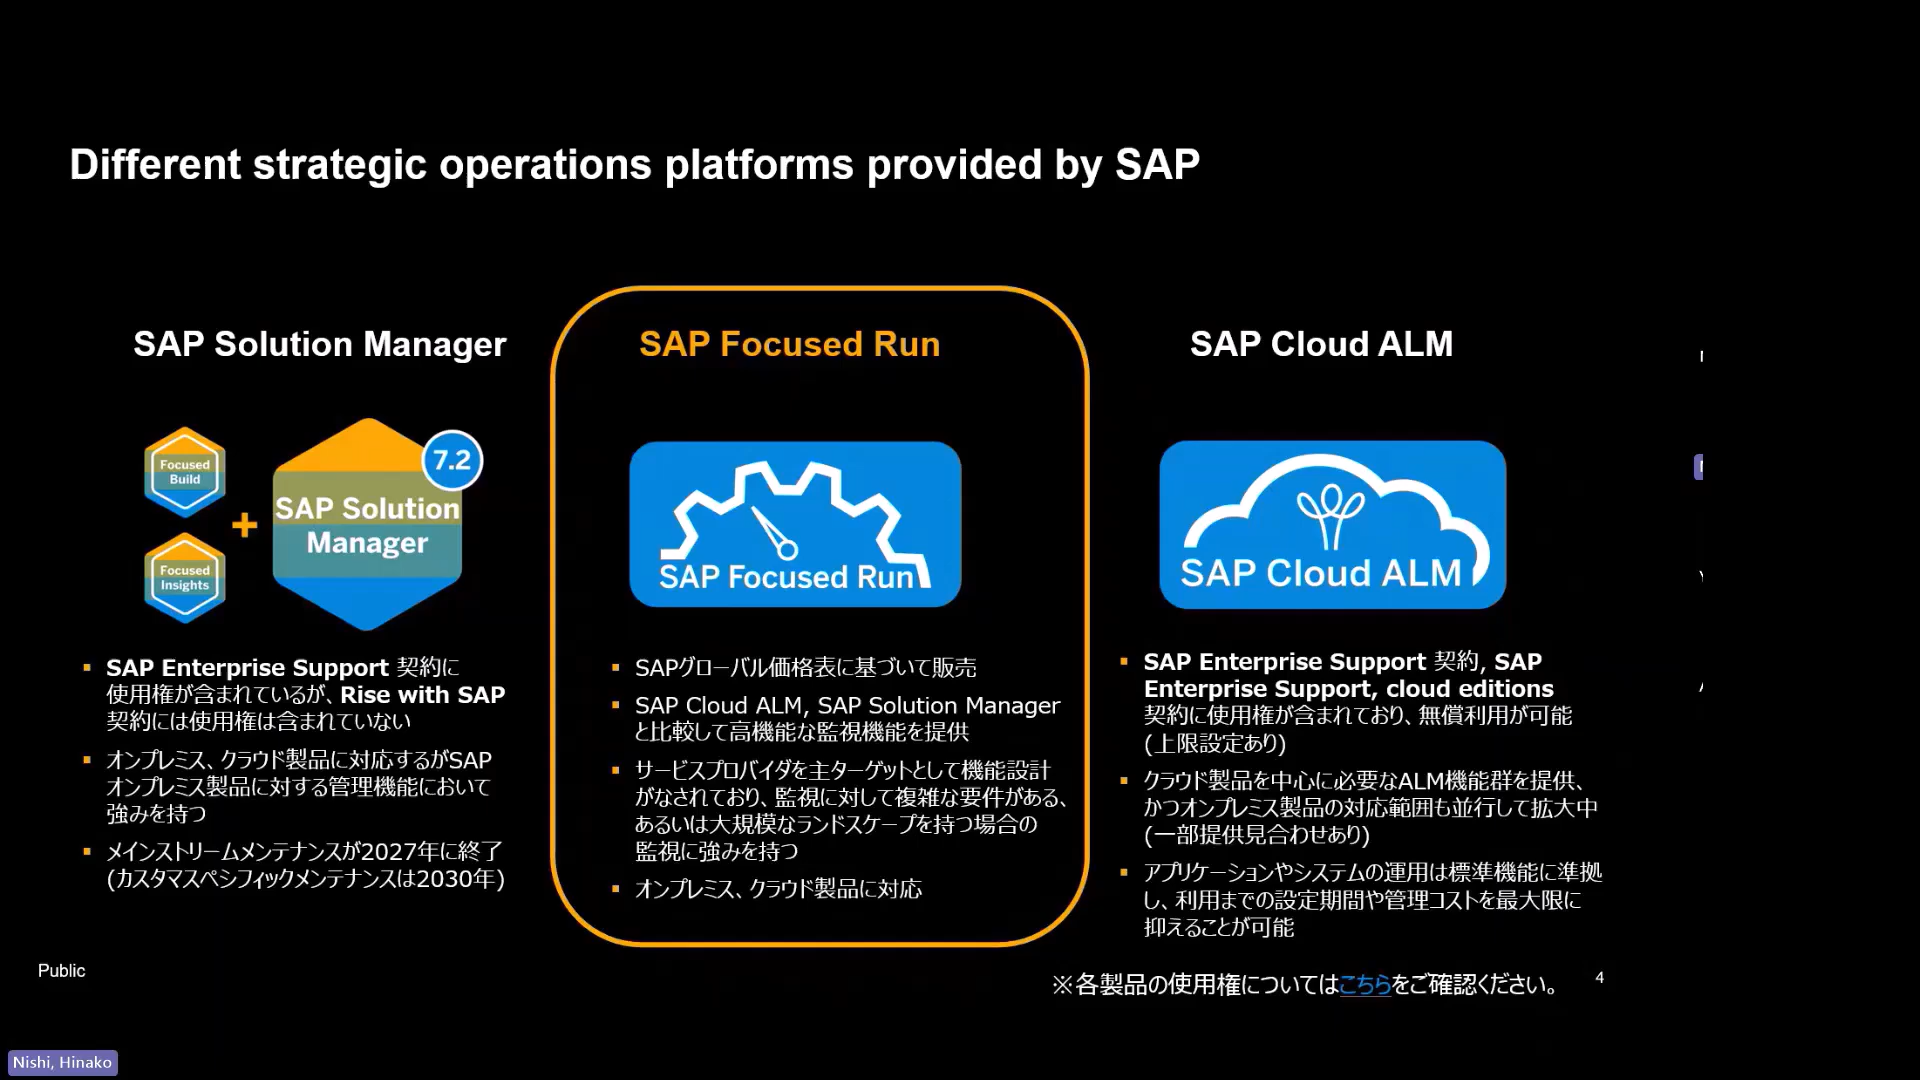 Different strategic operations platforms provided by SAP
SAP Solution Manager
Focused
Build
Focused
Insights
+
SAP Solution
Manager
7.2
SAP Enterprise Support 契約に
使用権が含まれているが、Rise with SAP
契約には使用権は含まれていない
オンプレミス、クラウド製品に対応するがSAP
オンプレミス製品に対する管理機能において
強みを持つ
メインストリームメンテナンスが2027年に終了
(カスタマスペシフィックメンテナンスは2030年)
SAP Focused Run
SAP Focused Run
SAPグローバル価格表に基づいて販売
SAP Cloud ALM, SAP Solution Manager
と比較して高機能な監視機能を提供
サービスプロバイダを主ターゲットとして機能設計
がなされており、監視に対して複雑な要件がある、
あるいは大規模なランドスケープを持つ場合の
監視に強みを持つ
オンプレミス、クラウド製品に対応
SAP Cloud ALM
SAP Cloud ALM
SAP Enterprise Support 契約, SAP
Enterprise Support, cloud editions
契約に使用権が含まれており、無償利用が可能
(上限設定あり)
クラウド製品を中心に必要なALM機能群を提供、
かつオンプレミス製品の対応範囲も並行して拡大中
(一部提供見合わせあり)
アプリケーションやシステムの運用は標準機能に準拠
し、利用までの設定期間や管理コストを最大限に
抑えることが可能
Public
※各製品の使用権についてはこちらをご確認ください。
4
Nishi, Hinako